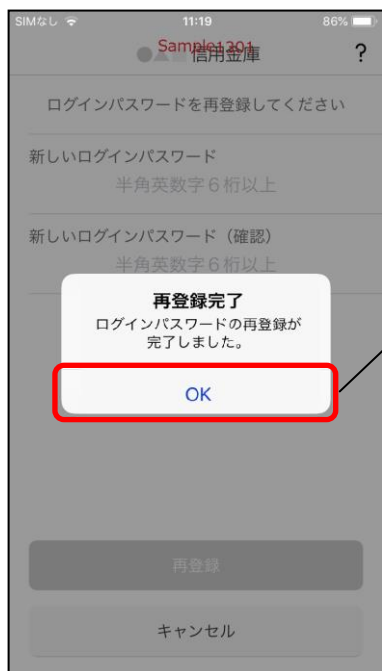 SIMなし 11:19 86%
Sample1201
●▲■信用金庫 ?
ログインパスワードを再登録してください
新しいログインパスワード
半角英数字6桁以上
新しいログインパスワード（確認）
半角英数字6桁以上
再登録完了
ログインパスワードの再登録が
完了しました。
OK
再登録
キャンセル